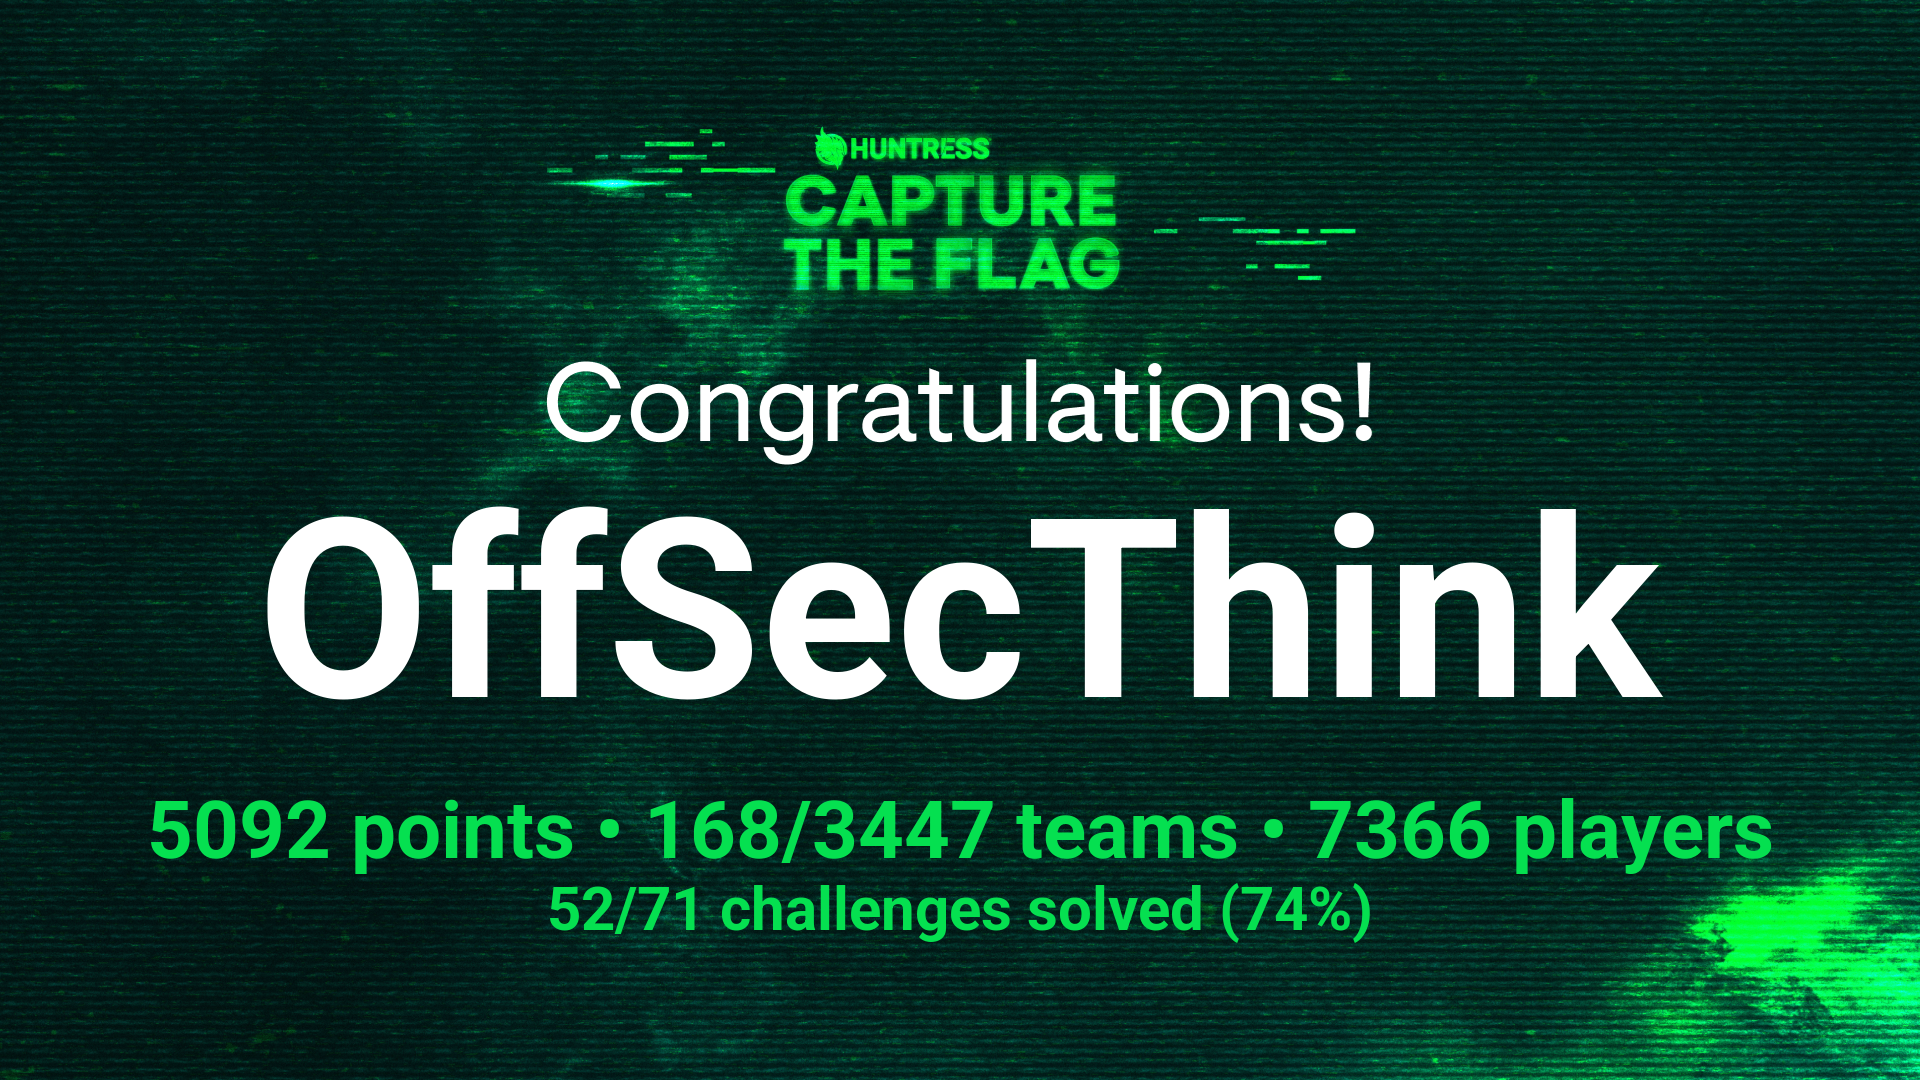 HUNTRESS
CAPTURE
THE FLAG
Congratulations!
OffSecThink
5092 points • 168/3447 teams • 7366 players
52/71 challenges solved (74%)